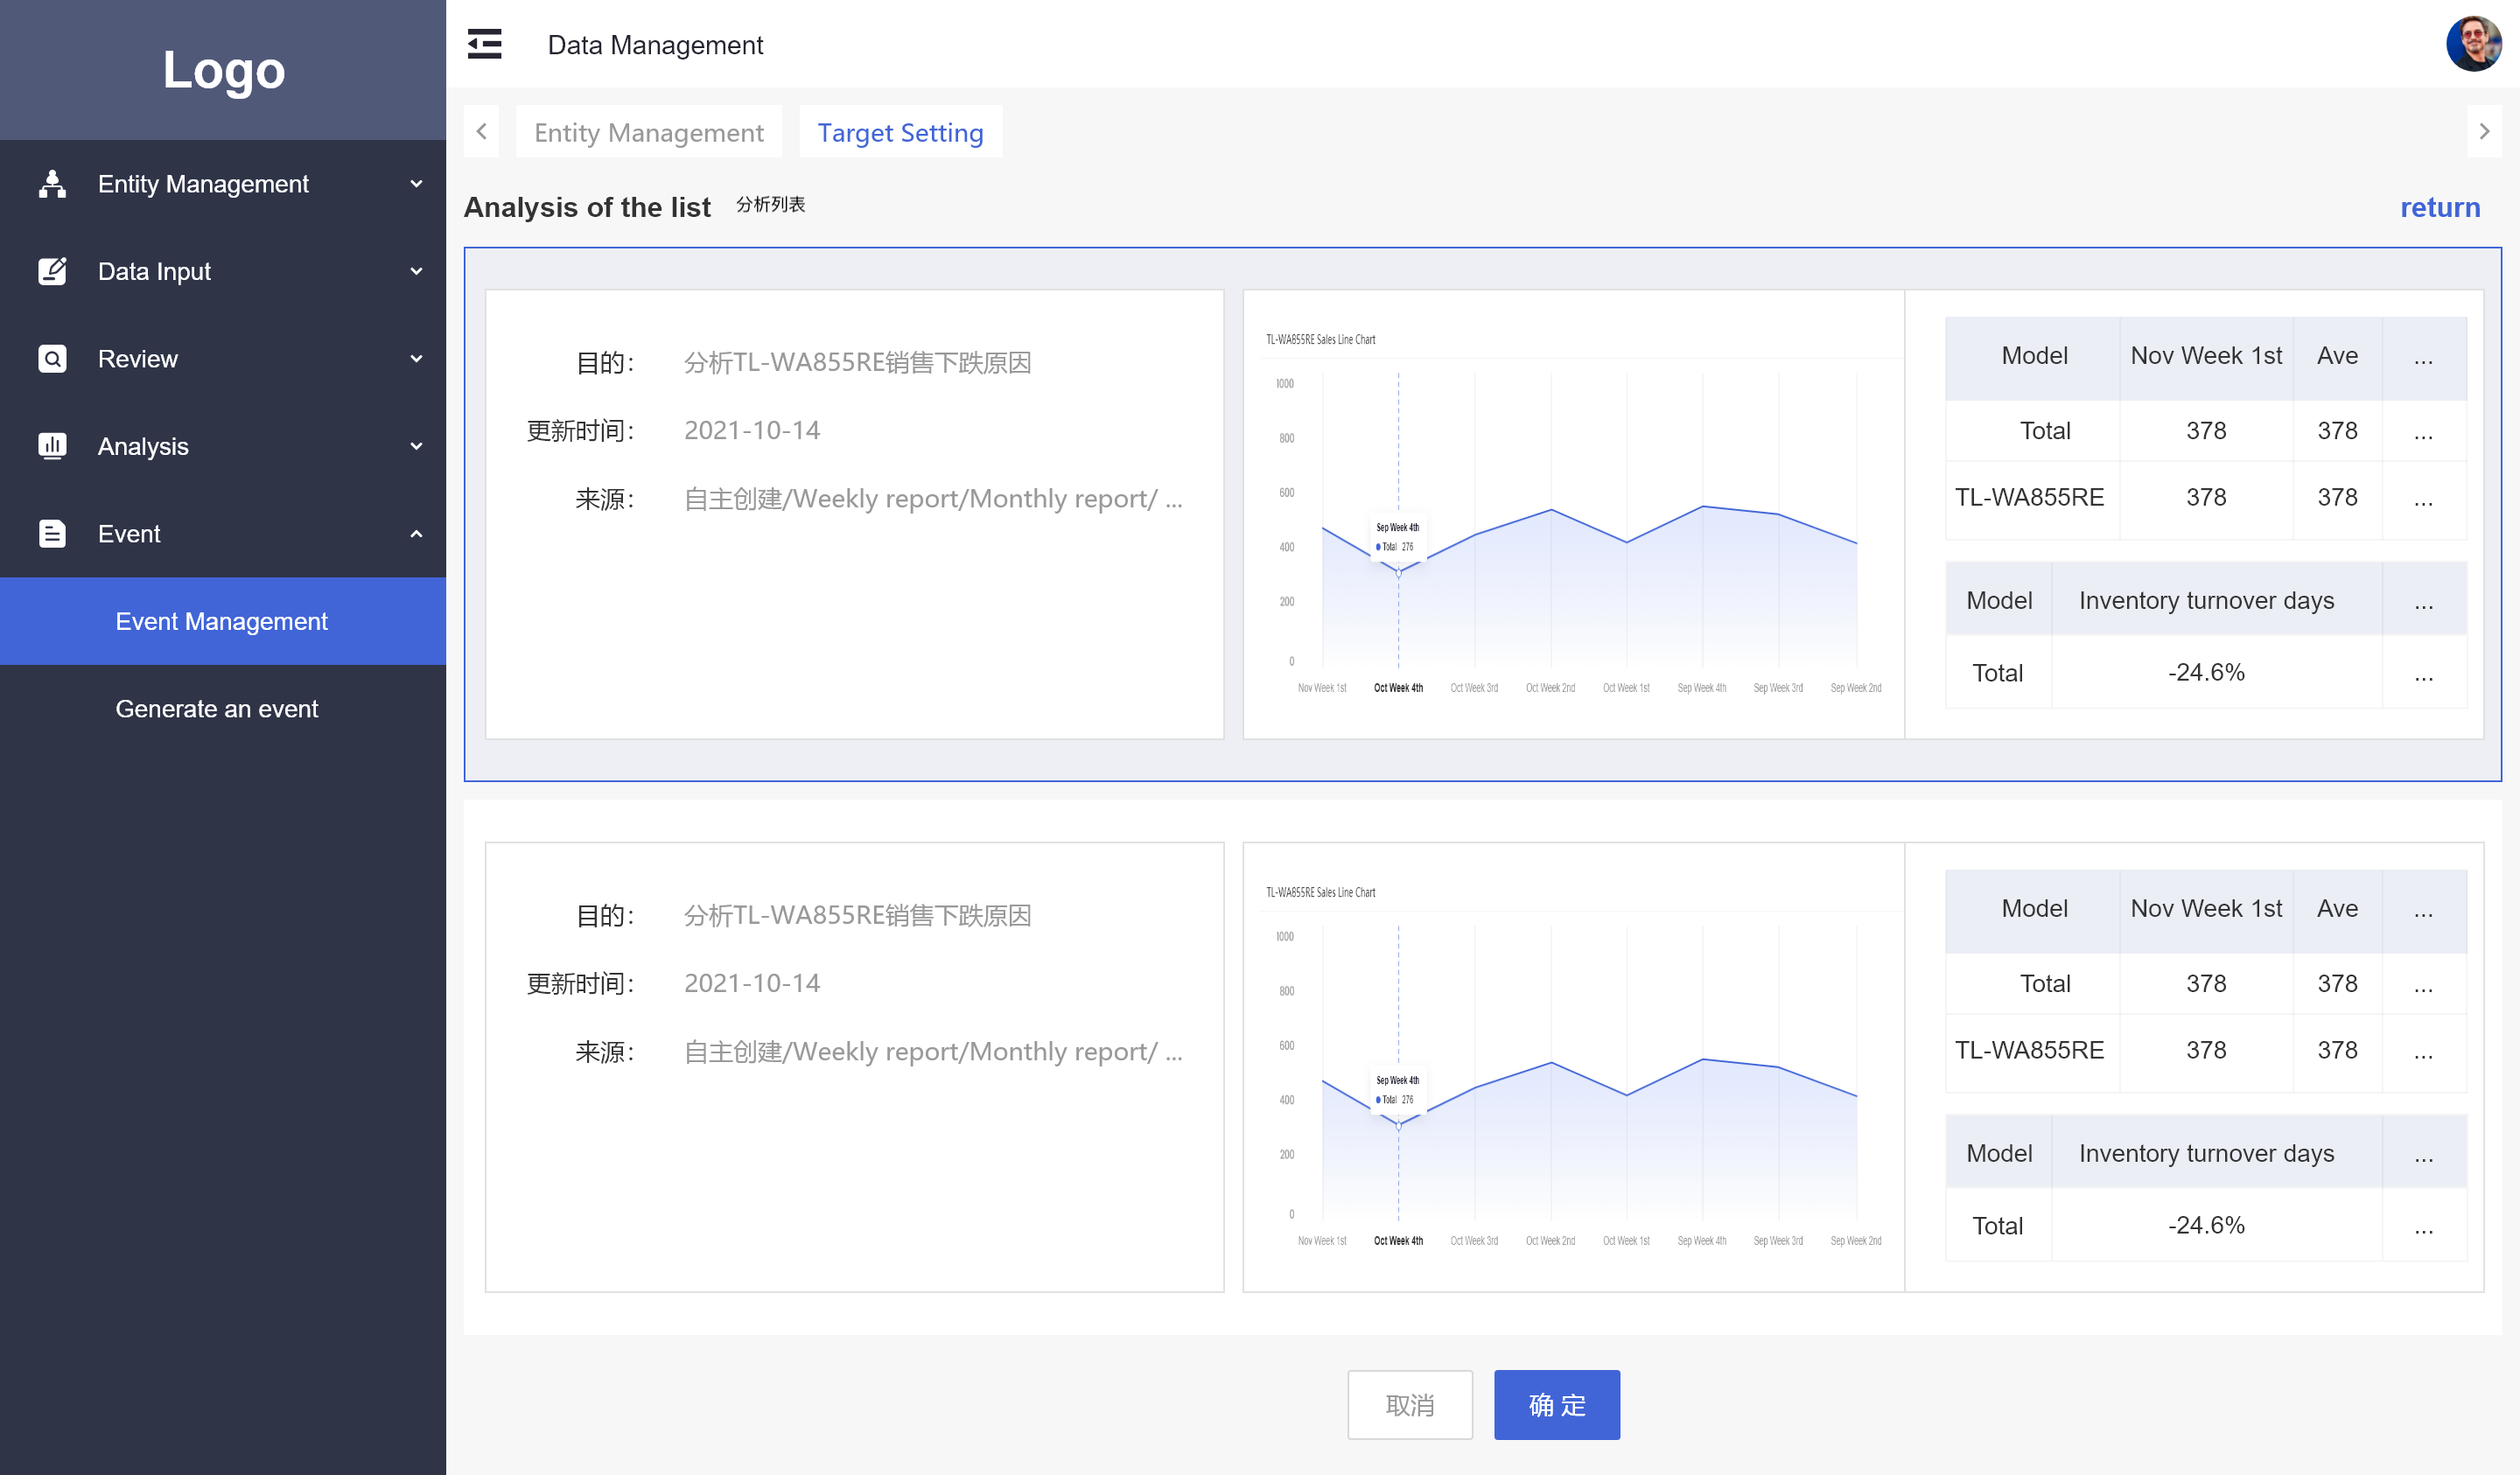 Logo
Data Management
Entity Management
Target Setting
Analysis of the list 分析列表
return
Entity Management
Data Input
Review
Analysis
Event
Event Management
Generate an event
目的： 分析TL-WA855RE销售下跌原因
更新时间： 2021-10-14
来源： 自主创建/Weekly report/Monthly report/ ...
TL-WA855RE Sales Line Chart
1000
800
600
400
200
0
Sep Week 4th
Total 276
Nov Week 1st Oct Week 4th Oct Week 3rd Oct Week 2nd Oct Week 1st Sep Week 4th Sep Week 3rd Sep Week 2nd
Model Nov Week 1st Ave ...
Total 378 378 ...
TL-WA855RE 378 378 ...
Model Inventory turnover days ...
Total -24.6% ...
目的： 分析TL-WA855RE销售下跌原因
更新时间： 2021-10-14
来源： 自主创建/Weekly report/Monthly report/ ...
TL-WA855RE Sales Line Chart
1000
800
600
400
200
0
Sep Week 4th
Total 276
Nov Week 1st Oct Week 4th Oct Week 3rd Oct Week 2nd Oct Week 1st Sep Week 4th Sep Week 3rd Sep Week 2nd
Model Nov Week 1st Ave ...
Total 378 378 ...
TL-WA855RE 378 378 ...
Model Inventory turnover days ...
Total -24.6% ...
取消
确 定